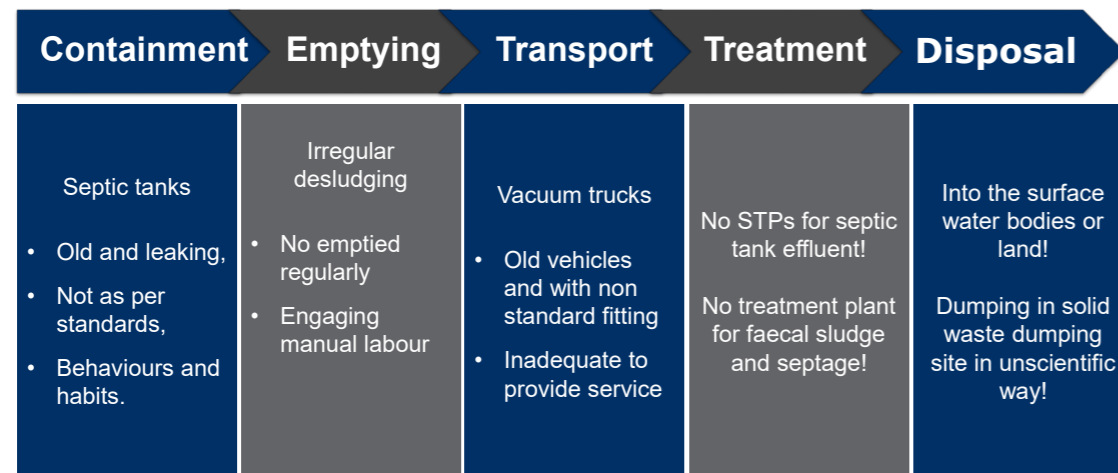 Containment
Emptying
Transport
Treatment
Disposal
Septic tanks
• Old and leaking,
• Not as per
standards,
• Behaviours and
habits.
Irregular
desludging
• No emptied
regularly
• Engaging
manual labour
Vacuum trucks
• Old vehicles
and with non
standard fitting
• Inadequate to
provide service
No STPs for septic
tank effluent!
No treatment plant
for faecal sludge
and septage!
Into the surface
water bodies or
land!
Dumping in solid
waste dumping
site in unscientific
way!